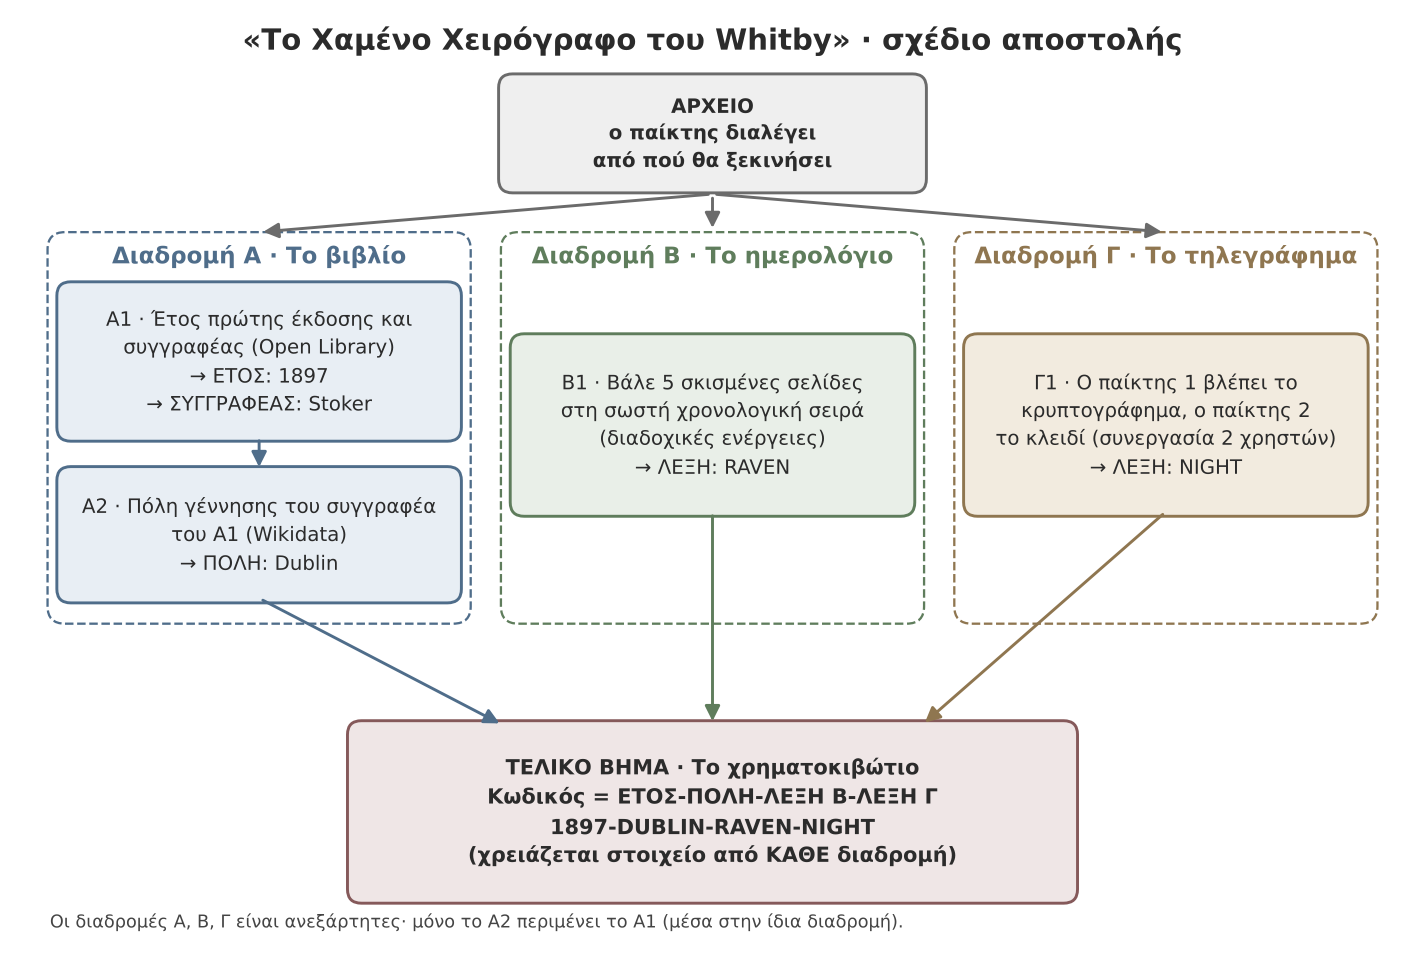 «Το Χαμένο Χειρόγραφο του Whitby» · σχέδιο αποστολής
ΑΡΧΕΙΟ
ο παίκτης διαλέγει
από πού θα ξεκινήσει
Διαδρομή Α · Το βιβλίο
Α1 · Έτος πρώτης έκδοσης και
συγγραφέας (Open Library)
→ ΕΤΟΣ: 1897
→ ΣΥΓΓΡΑΦΕΑΣ: Stoker
Α2 · Πόλη γέννησης του συγγραφέα
του Α1 (Wikidata)
→ ΠΟΛΗ: Dublin
Διαδρομή Β · Το ημερολόγιο
Β1 · Βάλε 5 σκισμένες σελίδες
στη σωστή χρονολογική σειρά
(διαδοχικές ενέργειες)
→ ΛΕΞΗ: RAVEN
Διαδρομή Γ · Το τηλεγράφημα
Γ1 · Ο παίκτης 1 βλέπει το
κρυπτογράφημα, ο παίκτης 2
το κλειδί (συνεργασία 2 χρηστών)
→ ΛΕΞΗ: NIGHT
ΤΕΛΙΚΟ ΒΗΜΑ · Το χρηματοκιβώτιο
Κωδικός = ΕΤΟΣ-ΠΟΛΗ-ΛΕΞΗ Β-ΛΕΞΗ Γ
1897-DUBLIN-RAVEN-NIGHT
(χρειάζεται στοιχείο από ΚΑΘΕ διαδρομή)
Οι διαδρομές Α, Β, Γ είναι ανεξάρτητες· μόνο το Α2 περιμένει το Α1 (μέσα στην ίδια διαδρομή).